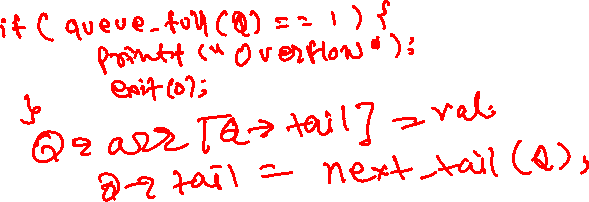 if ( queue_full (Q) == 1 ) {
printf (" Overflow ");
exit (0);
}
Q→arr [Q→tail] = val;
Q→tail = next_tail (Q);